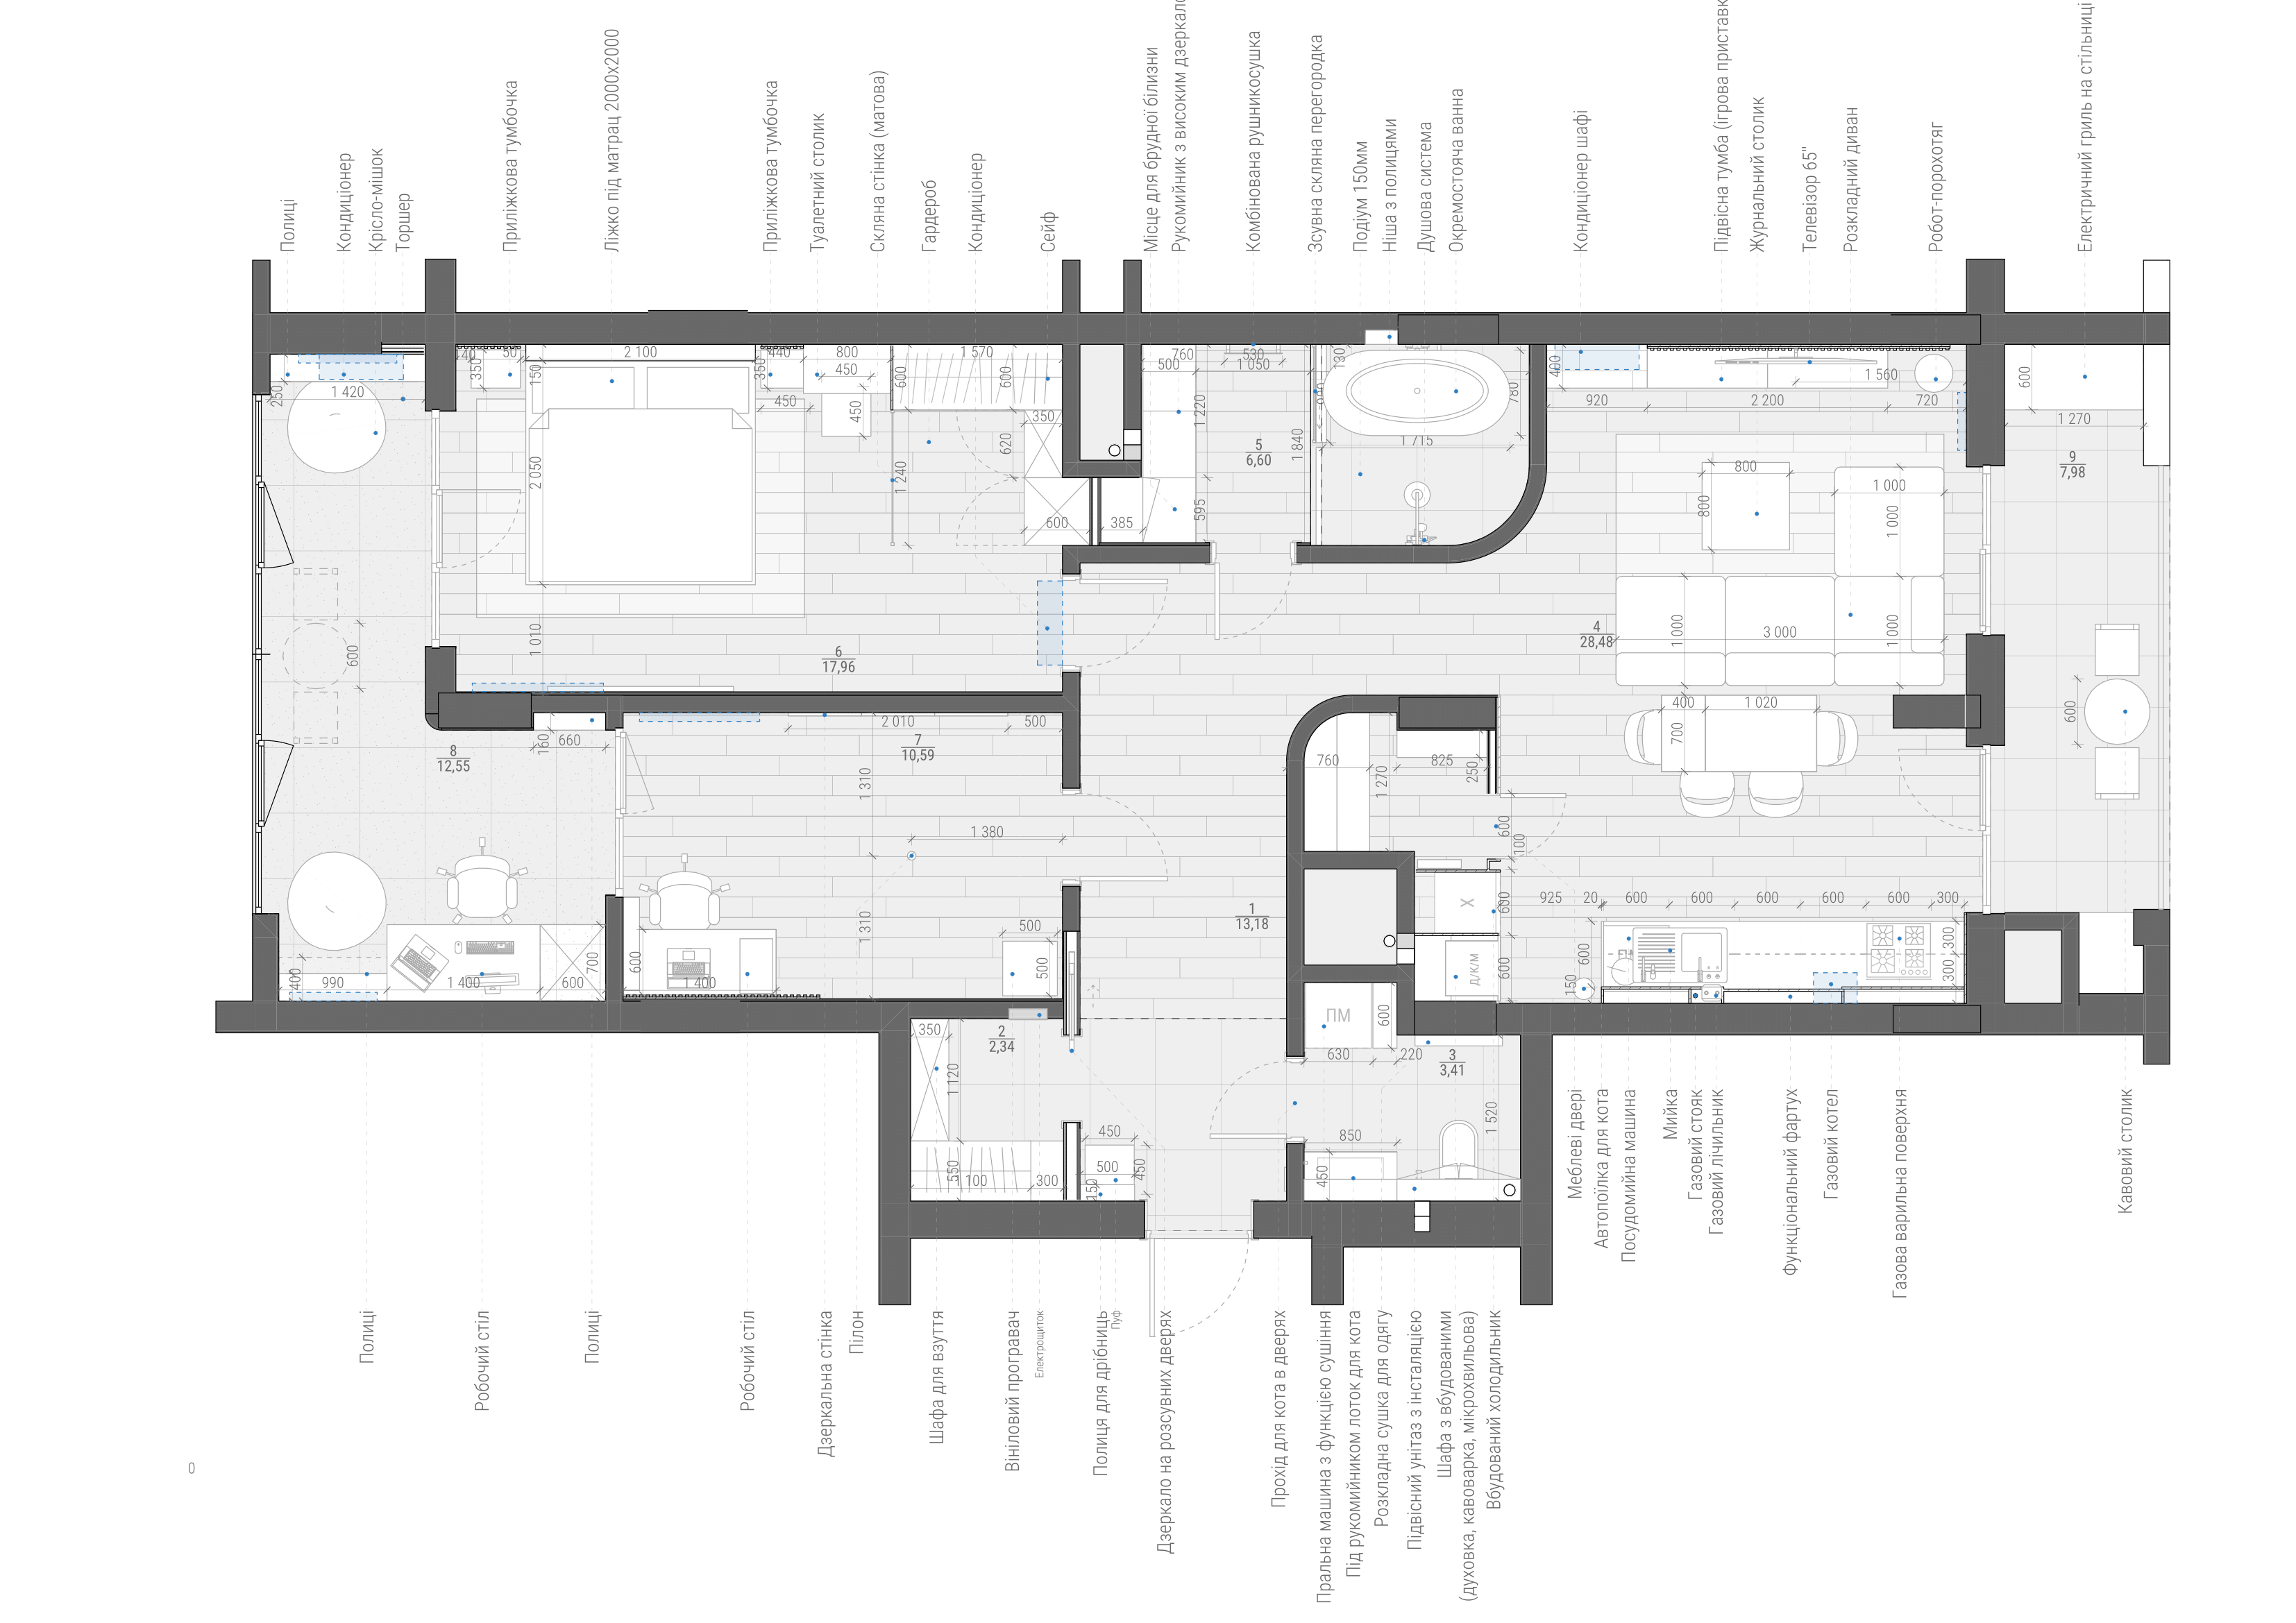 Полиці
Кондиціонер
Крісло-мішок
Торшер
Приліжкова тумбочка
Ліжко під матрац 2000х2000
Приліжкова тумбочка
Туалетний столик
Скляна стінка (матова)
Гардероб
Кондиціонер
Сейф
Місце для брудної білизни
Рукомийник з високим дзеркало
Комбінована рушникосушка
Зсувна скляна перегородка
Подіум 150мм
Ніша з полицями
Душова система
Окремостояча ванна
Кондиціонер шафі
Підвісна тумба (ігрова пристав
Журнальний столик
Телевізор 65"
Розкладний диван
Робот-порохотяг
Електричний гриль на стільниці
350
50
150
2 100
350
440
800
450
600
1 570
600
760
500
530
1 050
130
780
400
1 560
600
250
1 420
450
450
350
1 220
920
2 200
720
1 270
2 050
1 240
620
5
6,60
1 840
1 715
800
1 000
9
7,98
600
385
595
800
1 000
600
1 010
6
17,96
4
28,48
1 000
3 000
1 000
600
8
12,55
160
660
2 010
500
7
10,59
1 310
760
1 270
825
250
400
1 020
700
1 380
600
100
1 310
1
13,18
Х
600
925
20
600
600
600
600
600
300
500
500
400
990
1 400
600
700
600
1 400
Д/К/М
600
150
600
300
300
350
2
2,34
1 120
ПМ
600
630
220
3
3,41
1 520
550
1 100
300
450
500
450
150
850
450
Меблеві двері
Автопоїлка для кота
Посудомийна машина
Мийка
Газовий стояк
Газовий лічильник
Функціональний фартух
Газовий котел
Газова варильна поверхня
Кавовий столик
Полиці
Робочий стіл
Полиці
Робочий стіл
Дзеркальна стінка
Пілон
Шафа для взуття
Вініловий програвач
Електрощиток
Полиця для дрібниць
Пуф
Дзеркало на розсувних дверях
Прохід для кота в дверях
Пральна машина з функцією сушіння
Під рукомийником лоток для кота
Розкладна сушка для одягу
Підвісний унітаз з інсталяцією
Шафа з вбудованими
(духовка, кавоварка, мікрохвильова)
Вбудований холодильник
0